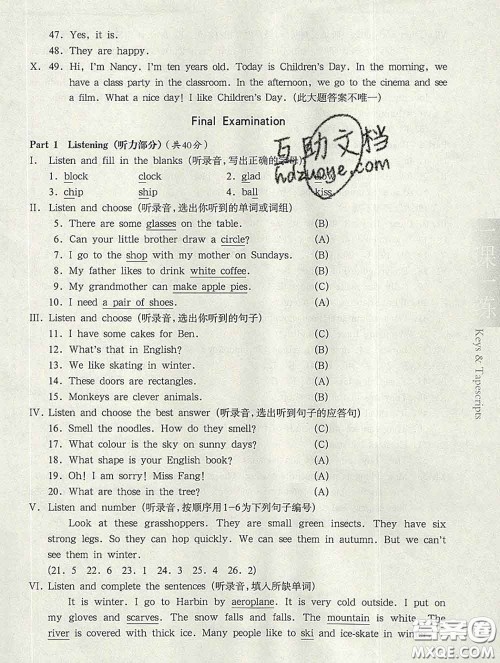 47. Yes, it is.
48. They are happy.
X. 49. Hi, I'm Nancy. I'm ten years old. Today is Children's Day. In the morning, we
have a class party in the classroom. In the afternoon, we go to the cinema and see
a film. What a nice day! I like Children's Day. (此大题答案不唯一)
Final Examination
Part 1 Listening (听力部分) (共40分)
I. Listen and fill in the blanks (听录音,写出正确的字母)
1. block clock 2. glad
3. chip ship 4. ball kiss
II. Listen and choose (听录音,选出你听到的单词或词组)
5. There are some glasses on the table. (B)
6. Can your little brother draw a circle? (A)
7. I go to the shop with my mother on Sundays. (C)
8. My father likes to drink white coffee. (B)
9. My grandmother can make apple pies. (C)
10. I need a pair of shoes. (A)
III. Listen and choose (听录音,选出你听到的句子)
11. I have some cakes for Ben. (C)
12. What's that in English? (B)
13. We like skating in winter. (B)
14. These doors are rectangles. (A)
15. Monkeys are clever animals. (B)
IV. Listen and choose the best answer (听录音,选出听到句子的应答句)
16. Smell the noodles. How do they smell? (C)
17. What colour is the sky on sunny days? (C)
18. What shape is your English book? (A)
19. Oh! I am sorry! Miss Fang! (C)
20. What are those in the tree? (B)
V. Listen and number (听录音,按顺序用1-6为下列句子编号)
Look at these grasshoppers. They are small green insects. They have six
strong legs. So they can hop quickly. We can see them in autumn. But we can't
see them in winter.
(21. 5 22. 3 23. 4 24. 1 25. 6 26. 2)
VI. Listen and complete the sentences (听录音,填入所缺单词)
It is winter. I go to Harbin by aeroplane. It is very cold outside. I put on
my gloves and scarves. The snow falls and falls. The mountain is white. The
river is covered with thick ice. Many people like to ski and ice-skate in winter.
互助文档
hdzuoye.com
一课一练
Keys & Tapescripts
答案圈
MXQE.COM